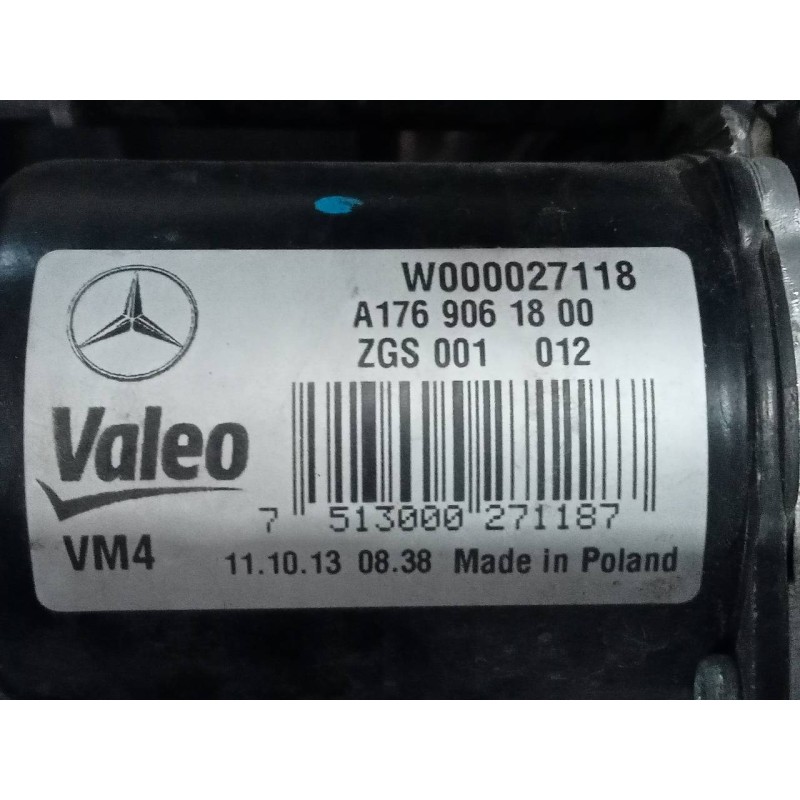 W000027118
A176 906 18 00
ZGS 001 012
Valeo
7 513000 271187
VM4 11.10.13 08.38 Made in Poland